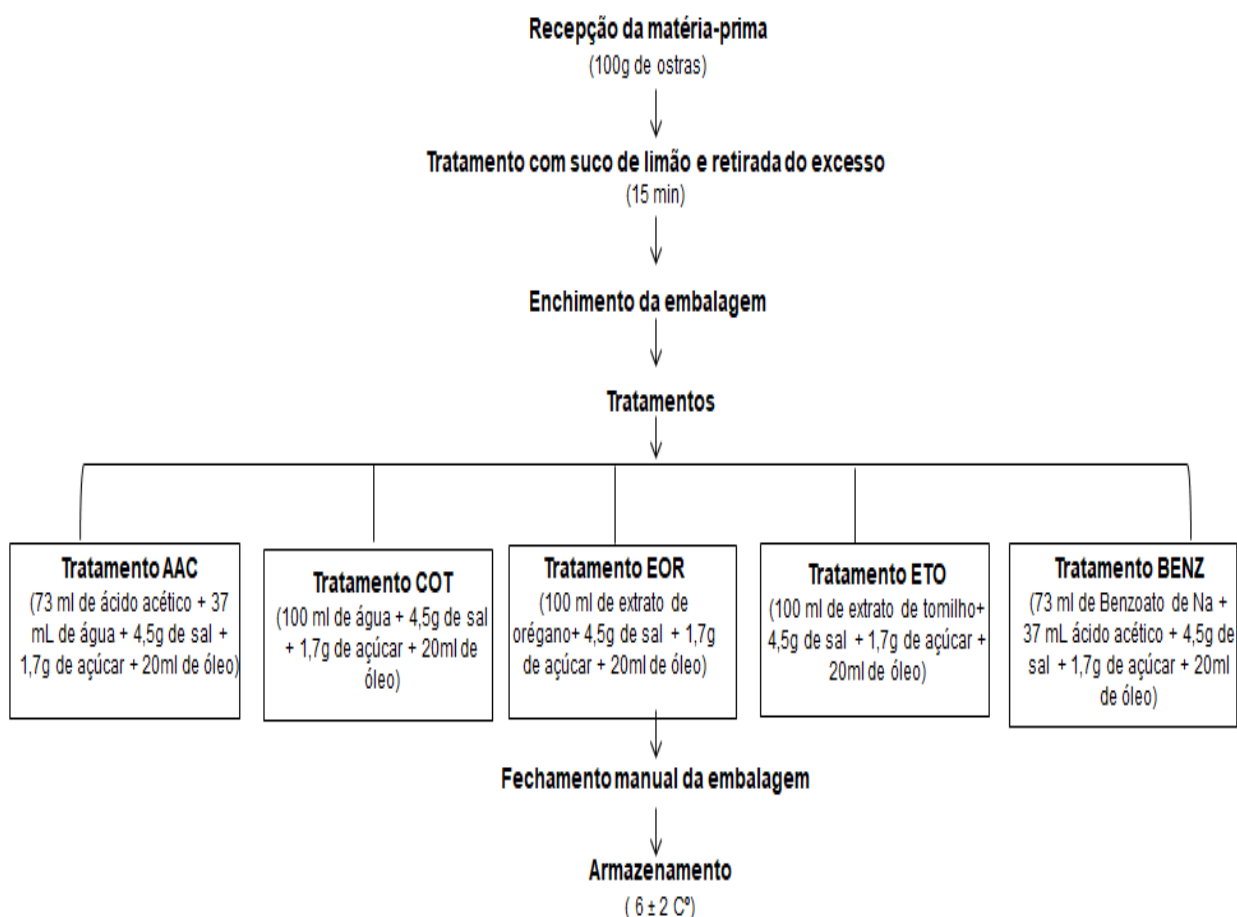 Recepção da matéria-prima
(100g de ostras)
Tratamento com suco de limão e retirada do excesso
(15 min)
Enchimento da embalagem
Tratamentos
Tratamento AAC
(73 ml de ácido acético + 37
mL de água + 4,5g de sal +
1,7g de açúcar + 20ml de óleo)
Tratamento COT
(100 ml de água + 4,5g de sal
+ 1,7g de açúcar + 20ml de
óleo)
Tratamento EOR
(100 ml de extrato de
orégano+ 4,5g de sal + 1,7g
de açúcar + 20ml de óleo)
Tratamento ETO
(100 ml de extrato de tomilho+
4,5g de sal + 1,7g de açúcar +
20ml de óleo)
Tratamento BENZ
(73 ml de Benzoato de Na +
37 mL ácido acético + 4,5g de
sal + 1,7g de açúcar + 20ml
de óleo)
Fechamento manual da embalagem
Armazenamento
( 6 ± 2 Cº)